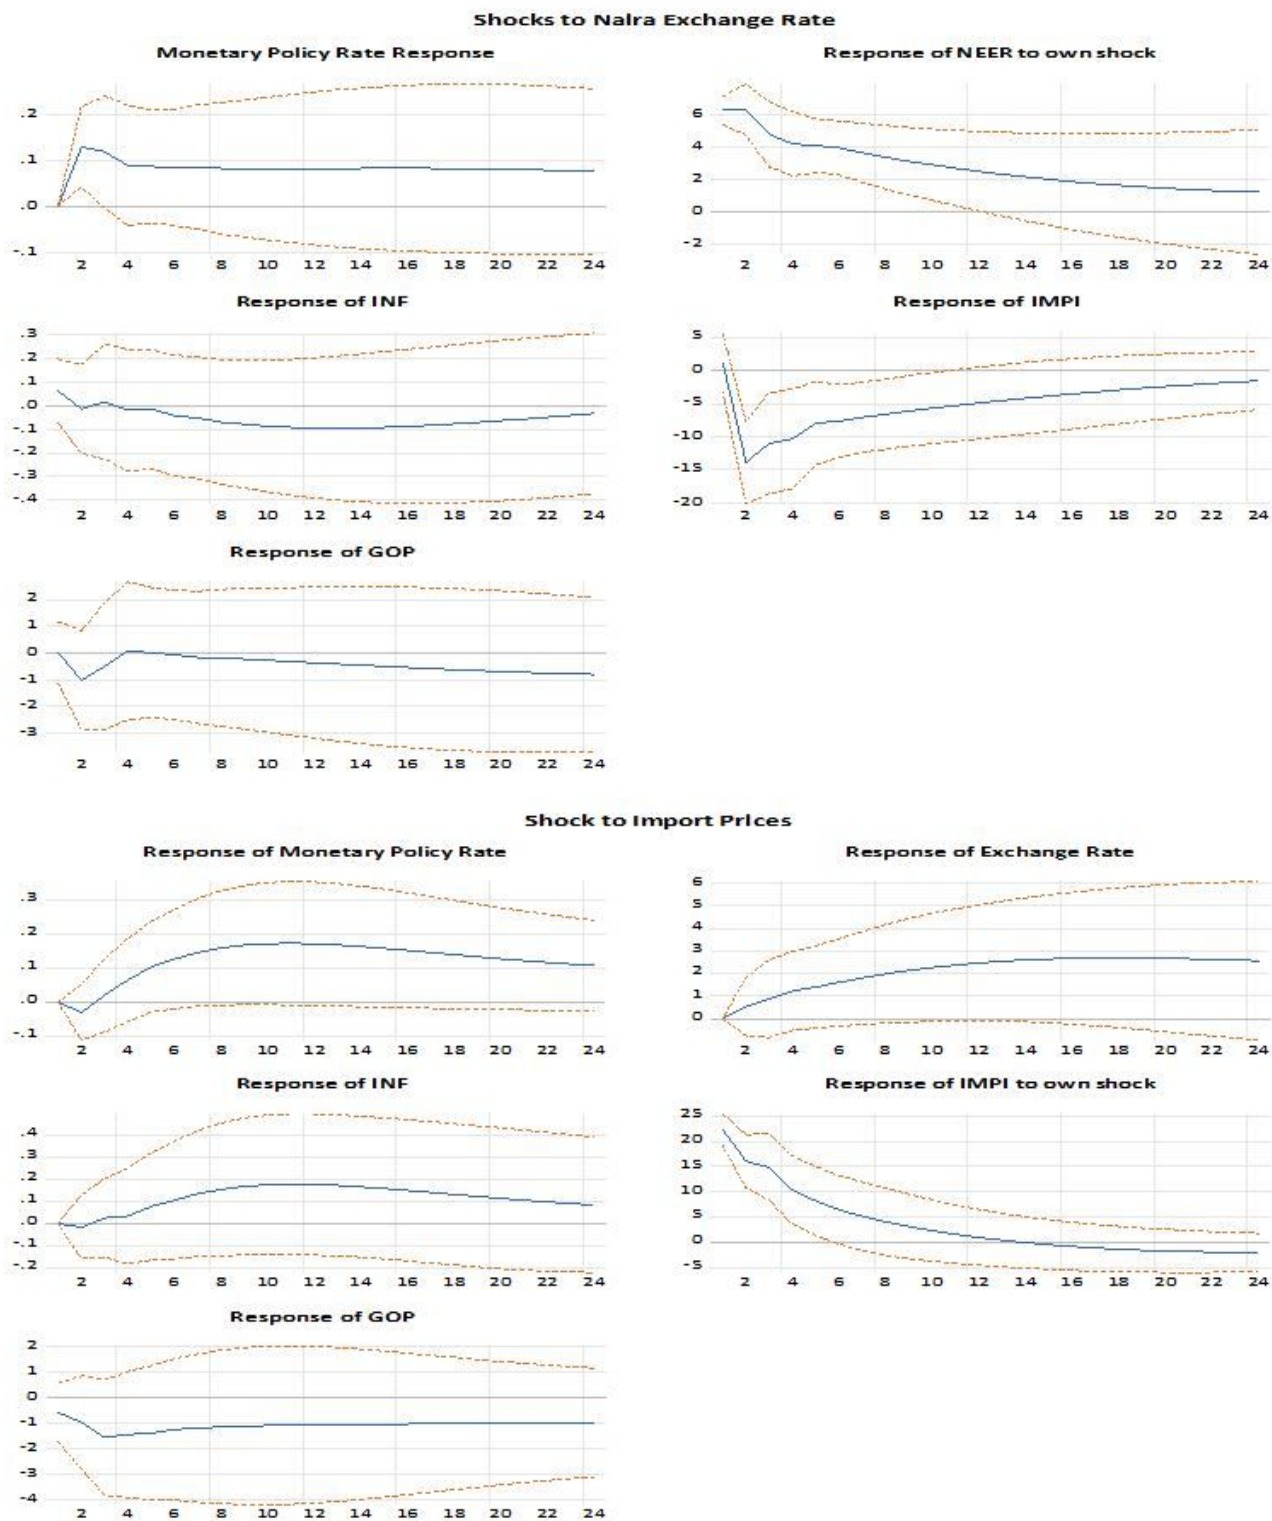 Shocks to Naira Exchange Rate
Monetary Policy Rate Response
.2
.1
.0
-.1
2 4 6 8 10 12 14 16 18 20 22 24
Response of NEER to own shock
6
4
2
0
-2
2 4 6 8 10 12 14 16 18 20 22 24
Response of INF
.3
.2
.1
.0
-.1
-.2
-.3
-.4
2 4 6 8 10 12 14 16 18 20 22 24
Response of IMPI
5
0
-5
-10
-15
-20
2 4 6 8 10 12 14 16 18 20 22 24
Response of GOP
2
1
0
-1
-2
-3
2 4 6 8 10 12 14 16 18 20 22 24
Shock to Import Prices
Response of Monetary Policy Rate
.3
.2
.1
.0
-.1
2 4 6 8 10 12 14 16 18 20 22 24
Response of Exchange Rate
6
5
4
3
2
1
0
2 4 6 8 10 12 14 16 18 20 22 24
Response of INF
.4
.3
.2
.1
.0
-.1
-.2
2 4 6 8 10 12 14 16 18 20 22 24
Response of IMPI to own shock
25
20
15
10
5
0
-5
2 4 6 8 10 12 14 16 18 20 22 24
Response of GOP
2
1
0
-1
-2
-3
-4
2 4 6 8 10 12 14 16 18 20 22 24